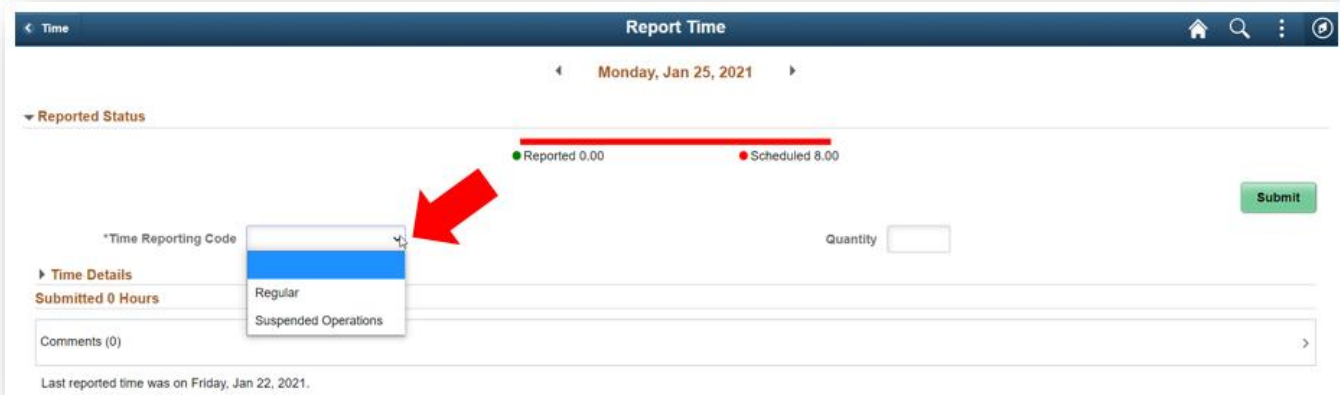 Time
Report Time
Monday, Jan 25, 2021
Reported Status
Reported 0.00 Scheduled 8.00
Submit
*Time Reporting Code Quantity
Time Details
Regular
Submitted 0 Hours
Suspended Operations
Comments (0)
Last reported time was on Friday, Jan 22, 2021.